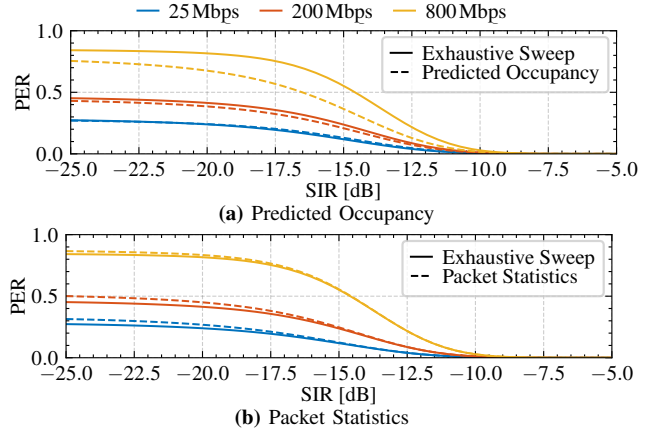 25 Mbps 200 Mbps 800 Mbps
1.0
0.5
0.0
PER
Exhaustive Sweep
Predicted Occupancy
−25.0 −22.5 −20.0 −17.5 −15.0 −12.5 −10.0 −7.5 −5.0
SIR [dB]
(a) Predicted Occupancy
1.0
0.5
0.0
PER
Exhaustive Sweep
Packet Statistics
−25.0 −22.5 −20.0 −17.5 −15.0 −12.5 −10.0 −7.5 −5.0
SIR [dB]
(b) Packet Statistics